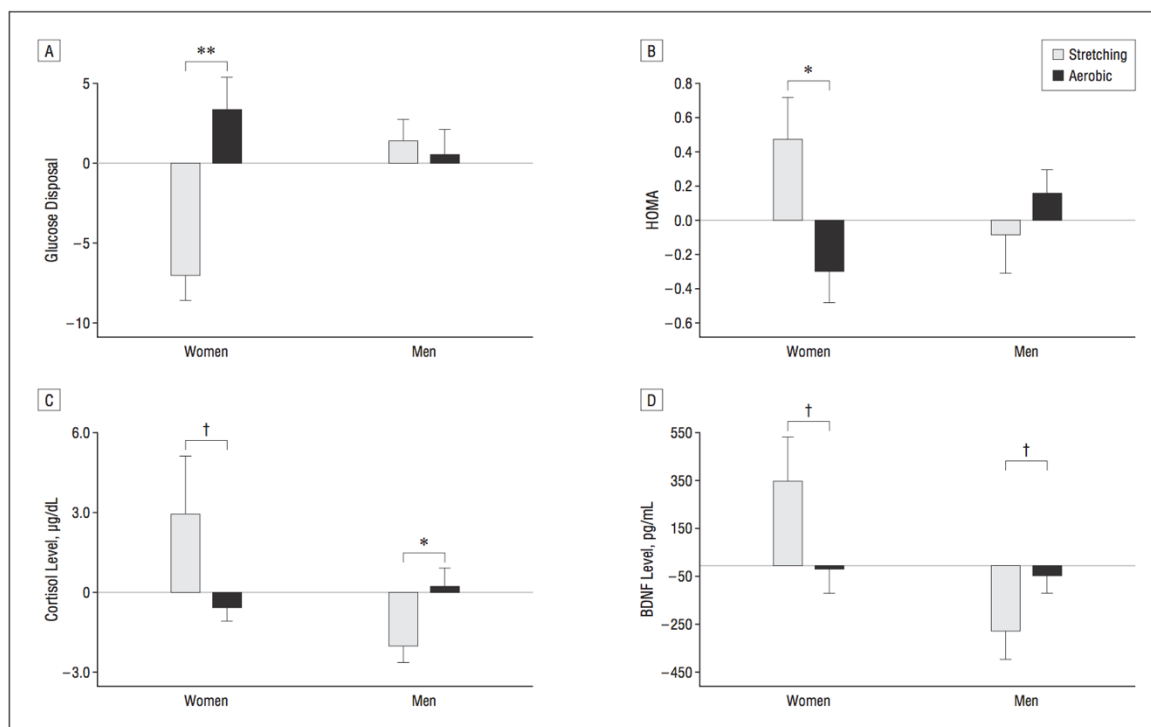 A
**
5
0
−5
−10
Glucose Disposal
Women
Men
B
Stretching
Aerobic
*
0.8
0.6
0.4
0.2
0.0
−0.2
−0.4
−0.6
HOMA
Women
Men
C
6.0
3.0
0
−3.0
Cortisol Level, µg/dL
†
*
Women
Men
D
550
350
150
−50
−250
−450
BDNF Level, pg/mL
†
†
Women
Men